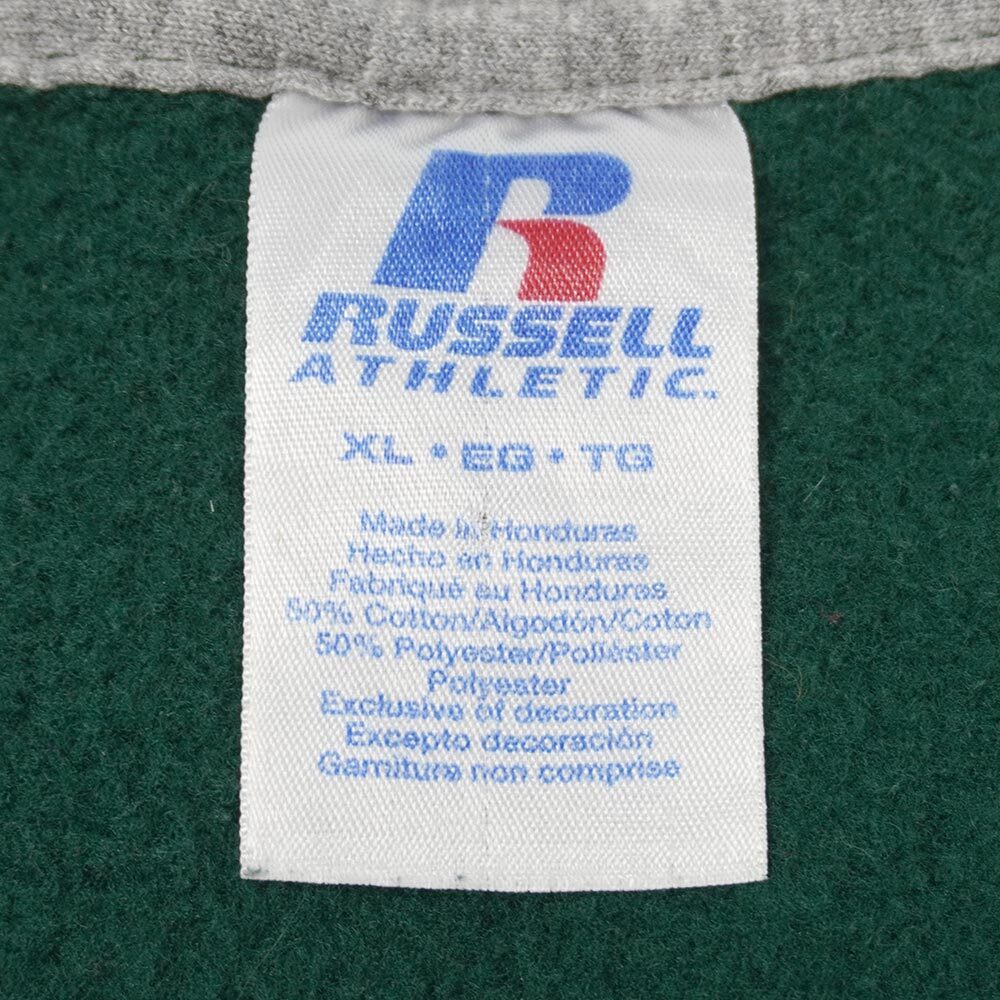 R
RUSSELL
ATHLETIC
XL • EG • TG
Made in Honduras
Hecho en Honduras
Fabriqué au Honduras
50% Cotton/Algodón/Coton
50% Polyester/Poliéster
Polyester
Exclusive of decoration
Excepto decoración
Garniture non comprise